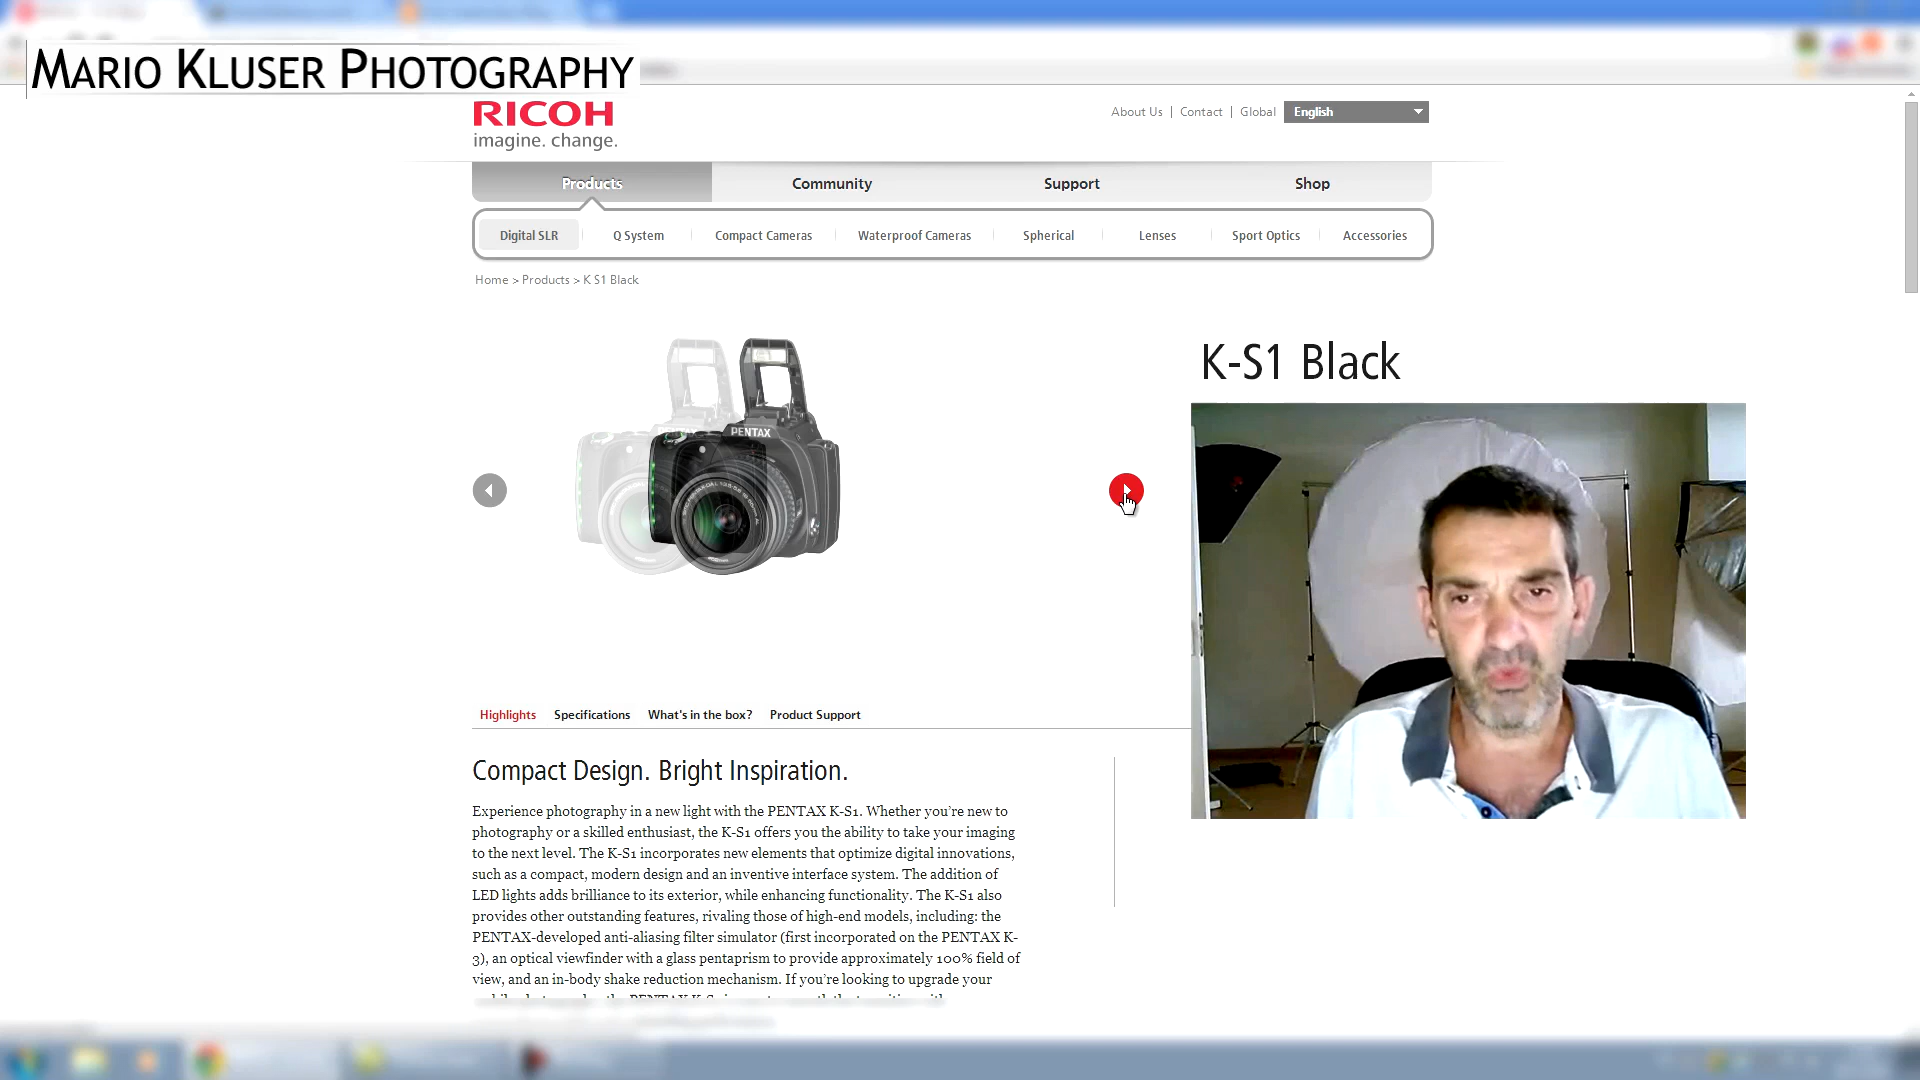 MARIO KLUSER PHOTOGRAPHY
RICOH
imagine. change.
About Us | Contact | Global English
Products Community Support Shop
Digital SLR Q System Compact Cameras Waterproof Cameras Spherical Lenses Sport Optics Accessories
Home > Products > K S1 Black
K-S1 Black
PENTAX
Highlights Specifications What's in the box? Product Support
Compact Design. Bright Inspiration.
Experience photography in a new light with the PENTAX K-S1. Whether you're new to
photography or a skilled enthusiast, the K-S1 offers you the ability to take your imaging
to the next level. The K-S1 incorporates new elements that optimize digital innovations,
such as a compact, modern design and an inventive interface system. The addition of
LED lights adds brilliance to its exterior, while enhancing functionality. The K-S1 also
provides other outstanding features, rivaling those of high-end models, including: the
PENTAX-developed anti-aliasing filter simulator (first incorporated on the PENTAX K-
3), an optical viewfinder with a glass pentaprism to provide approximately 100% field of
view, and an in-body shake reduction mechanism. If you're looking to upgrade your